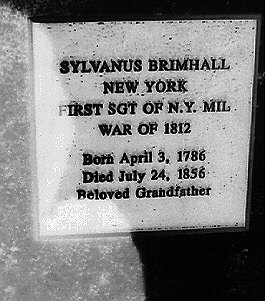 SYLVANUS BRIMHALL
NEW YORK
FIRST SGT OF N.Y. MIL
WAR OF 1812
Born April 3, 1786
Died July 24, 1856
Beloved Grandfather